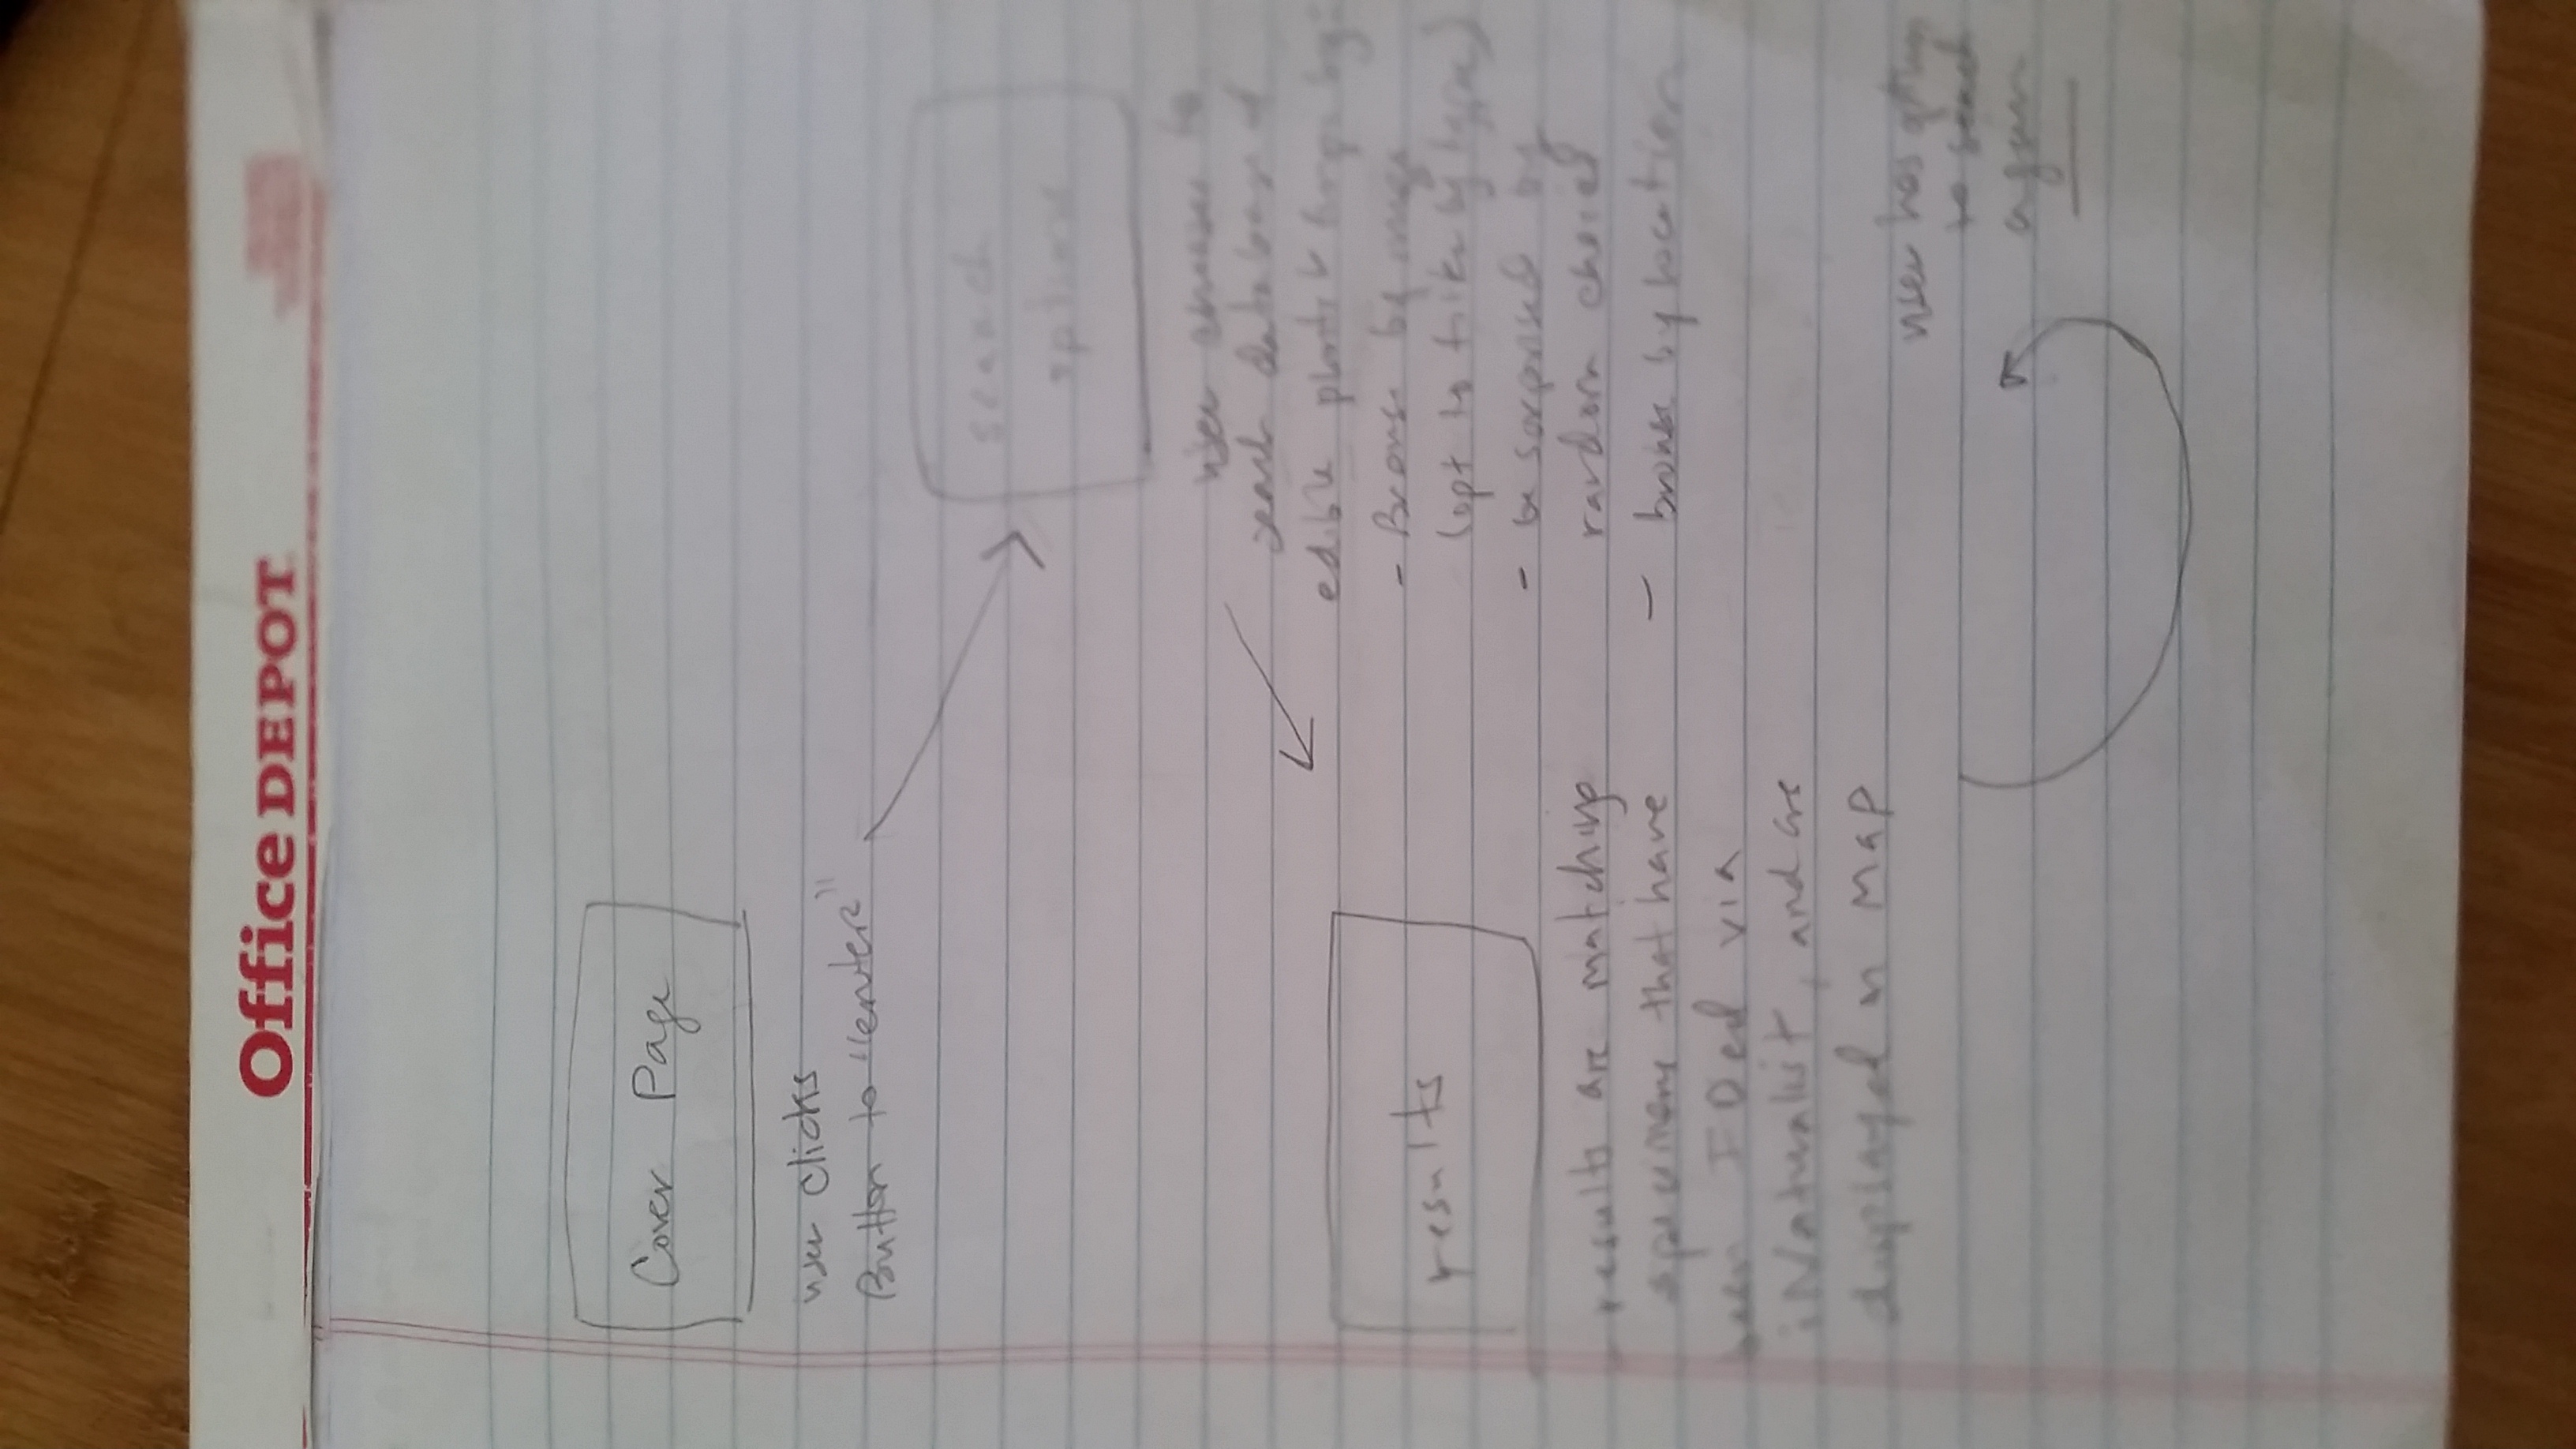 Office DEPOT
Cover Page
user clicks
Button to "enter"
search
options
user chooses to
search database of
edible plants & fungi by:
- Browse by image
(opt to filter by type)
- be surprised by
random choice
- browse by location
results
results are matching
specimens that have
been IDed via
iNaturalist, and are
displayed on Map
user has option
to search
again